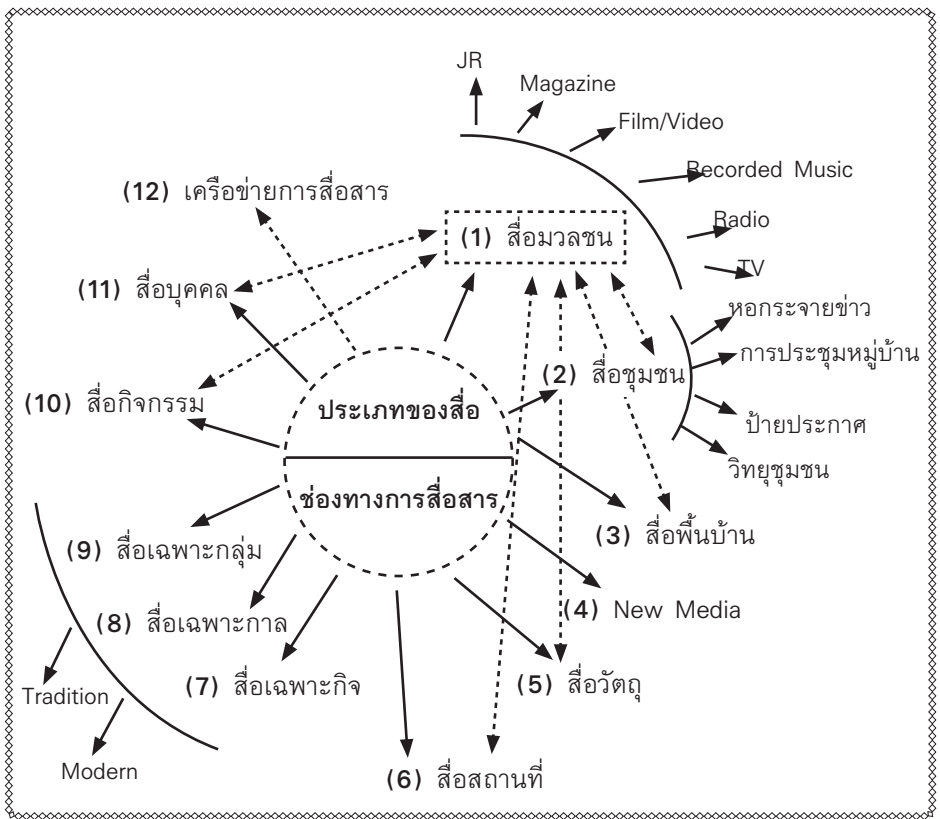 JR
Magazine
Film/Video
Recorded Music
Radio
TV
(12) เครือข่ายการสื่อสาร
(1) สื่อมวลชน
(11) สื่อบุคคล
หอกระจายข่าว
การประชุมหมู่บ้าน
(2) สื่อชุมชน
ป้ายประกาศ
วิทยุชุมชน
(10) สื่อกิจกรรม
ประเภทของสื่อ
ช่องทางการสื่อสาร
(3) สื่อพื้นบ้าน
(9) สื่อเฉพาะกลุ่ม
(4) New Media
(8) สื่อเฉพาะกาล
(7) สื่อเฉพาะกิจ
(5) สื่อวัตถุ
Tradition
Modern
(6) สื่อสถานที่